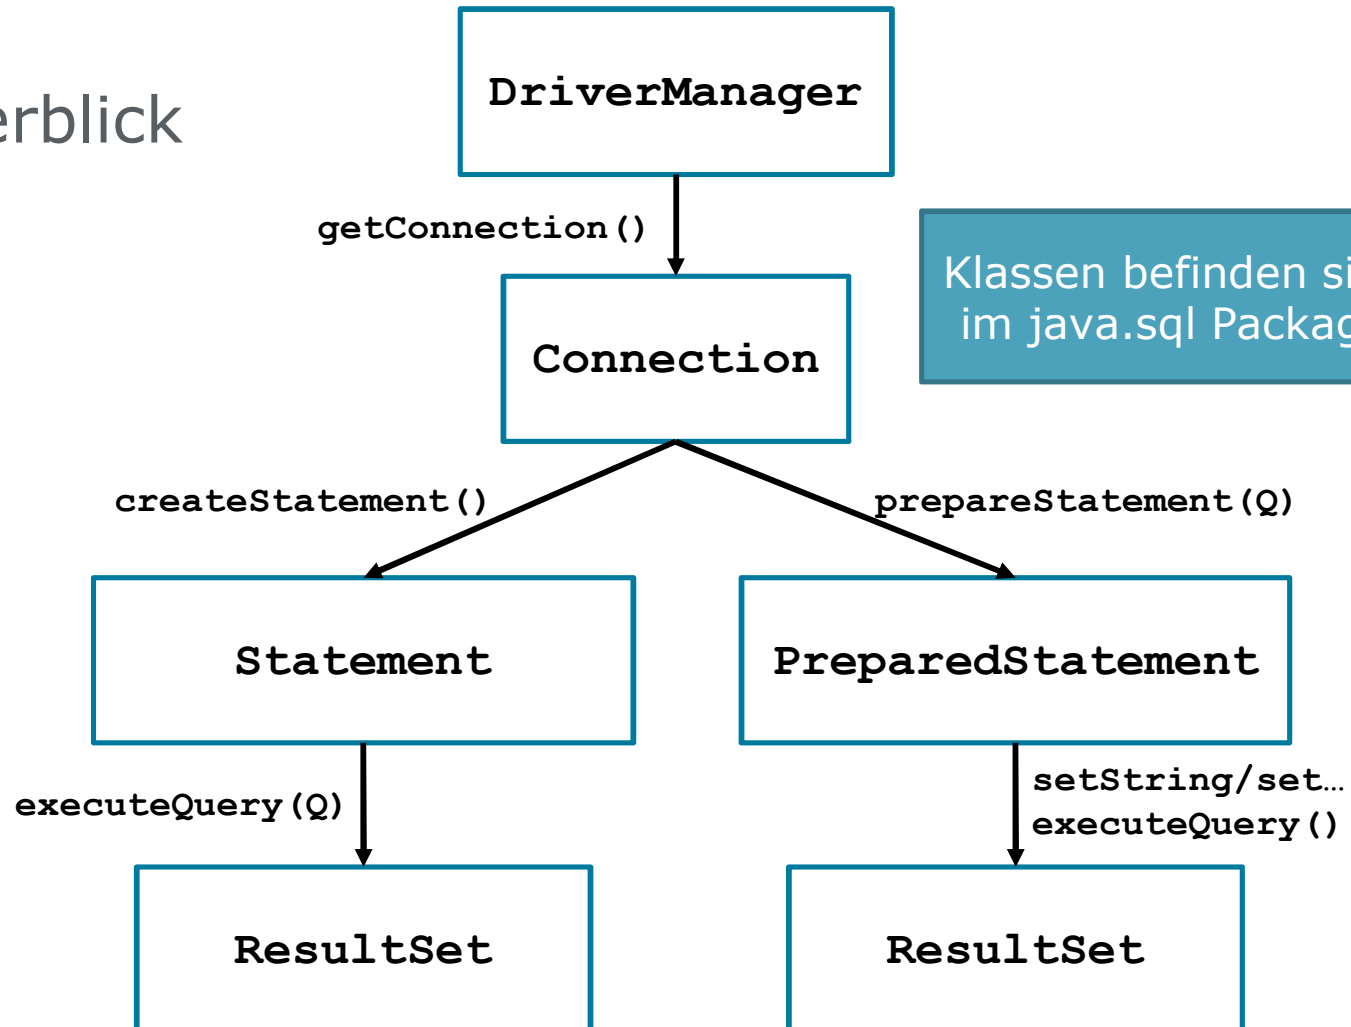 erblick
DriverManager
getConnection()
Klassen befinden si
im java.sql Packag
Connection
createStatement()
prepareStatement(Q)
Statement
PreparedStatement
executeQuery(Q)
setString/set…
executeQuery()
ResultSet
ResultSet